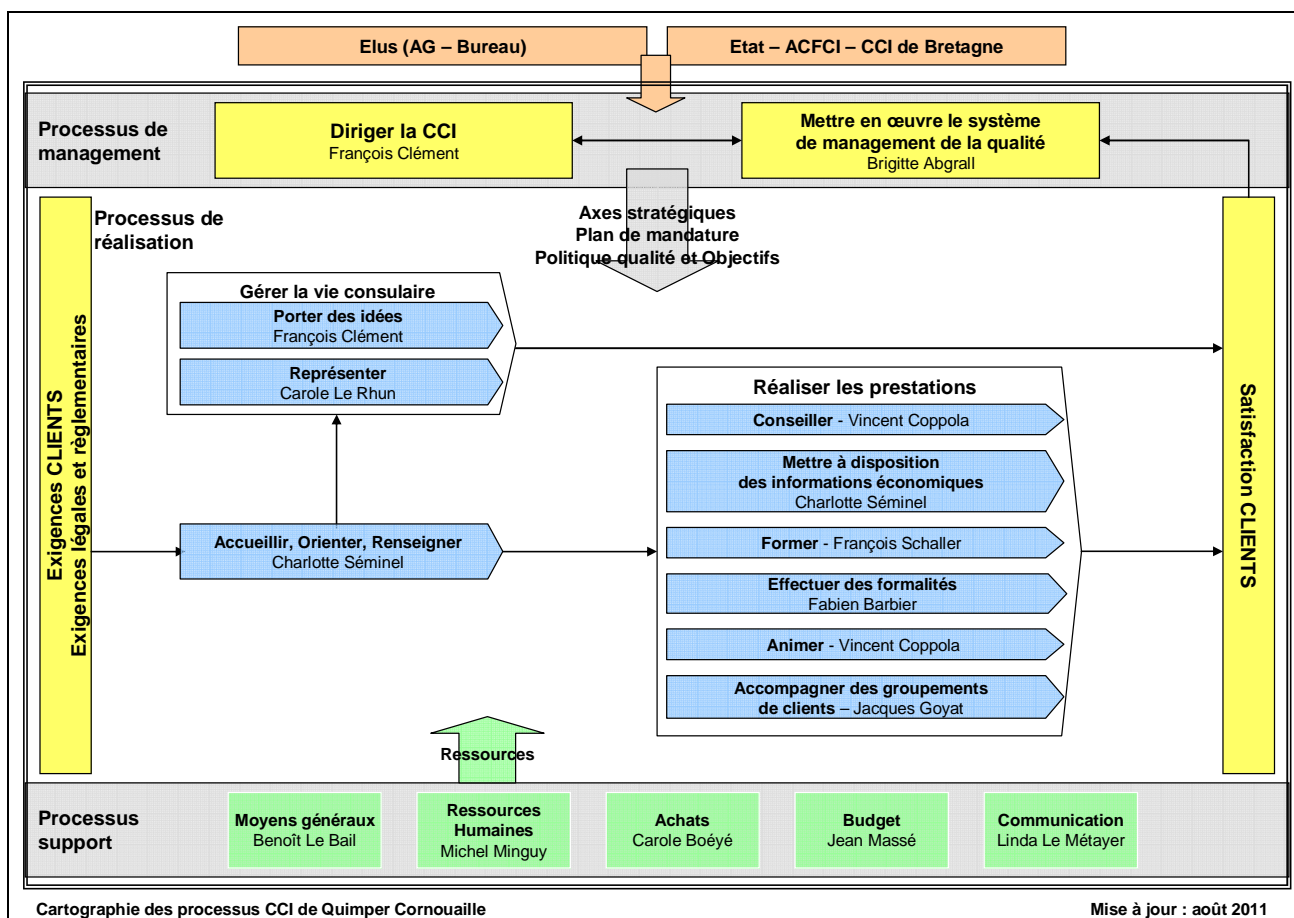 Elus (AG – Bureau)
Etat – ACFCI – CCI de Bretagne
Processus de
management
Diriger la CCI
François Clément
Mettre en œuvre le système
de management de la qualité
Brigitte Abgrall
Axes stratégiques
Plan de mandature
Politique qualité et Objectifs
Processus de
réalisation
Exigences CLIENTS
Exigences légales et règlementaires
Gérer la vie consulaire
Porter des idées
François Clément
Représenter
Carole Le Rhun
Accueillir, Orienter, Renseigner
Charlotte Séminel
Réaliser les prestations
Conseiller - Vincent Coppola
Mettre à disposition
des informations économiques
Charlotte Séminel
Former - François Schaller
Effectuer des formalités
Fabien Barbier
Animer - Vincent Coppola
Accompagner des groupements
de clients – Jacques Goyat
Satisfaction CLIENTS
Ressources
Processus
support
Moyens généraux
Benoît Le Bail
Ressources
Humaines
Michel Minguy
Achats
Carole Boéyé
Budget
Jean Massé
Communication
Linda Le Métayer
Cartographie des processus CCI de Quimper Cornouaille
Mise à jour : août 2011